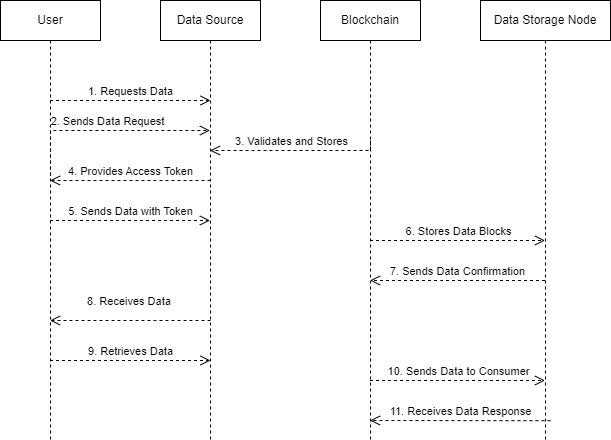 User
Data Source
Blockchain
Data Storage Node
1. Requests Data
2. Sends Data Request
3. Validates and Stores
4. Provides Access Token
5. Sends Data with Token
6. Stores Data Blocks
7. Sends Data Confirmation
8. Receives Data
9. Retrieves Data
10. Sends Data to Consumer
11. Receives Data Response